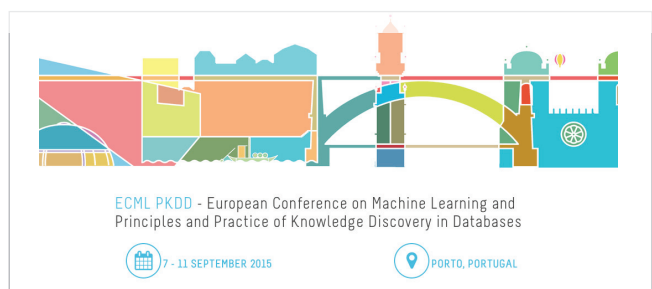 ECML PKDD - European Conference on Machine Learning and
Principles and Practice of Knowledge Discovery in Databases
7 - 11 SEPTEMBER 2015
PORTO, PORTUGAL